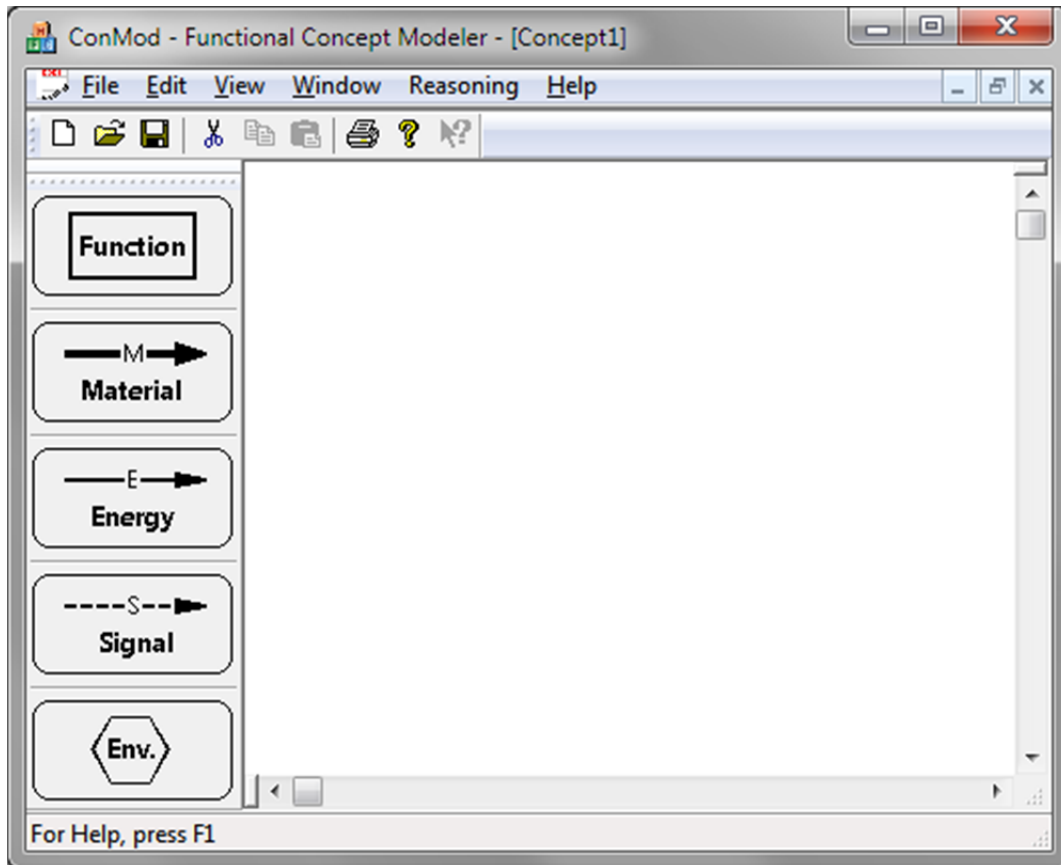 ConMod - Functional Concept Modeler - [Concept1]
File Edit View Window Reasoning Help
Function
M
Material
E
Energy
S
Signal
Env.
For Help, press F1